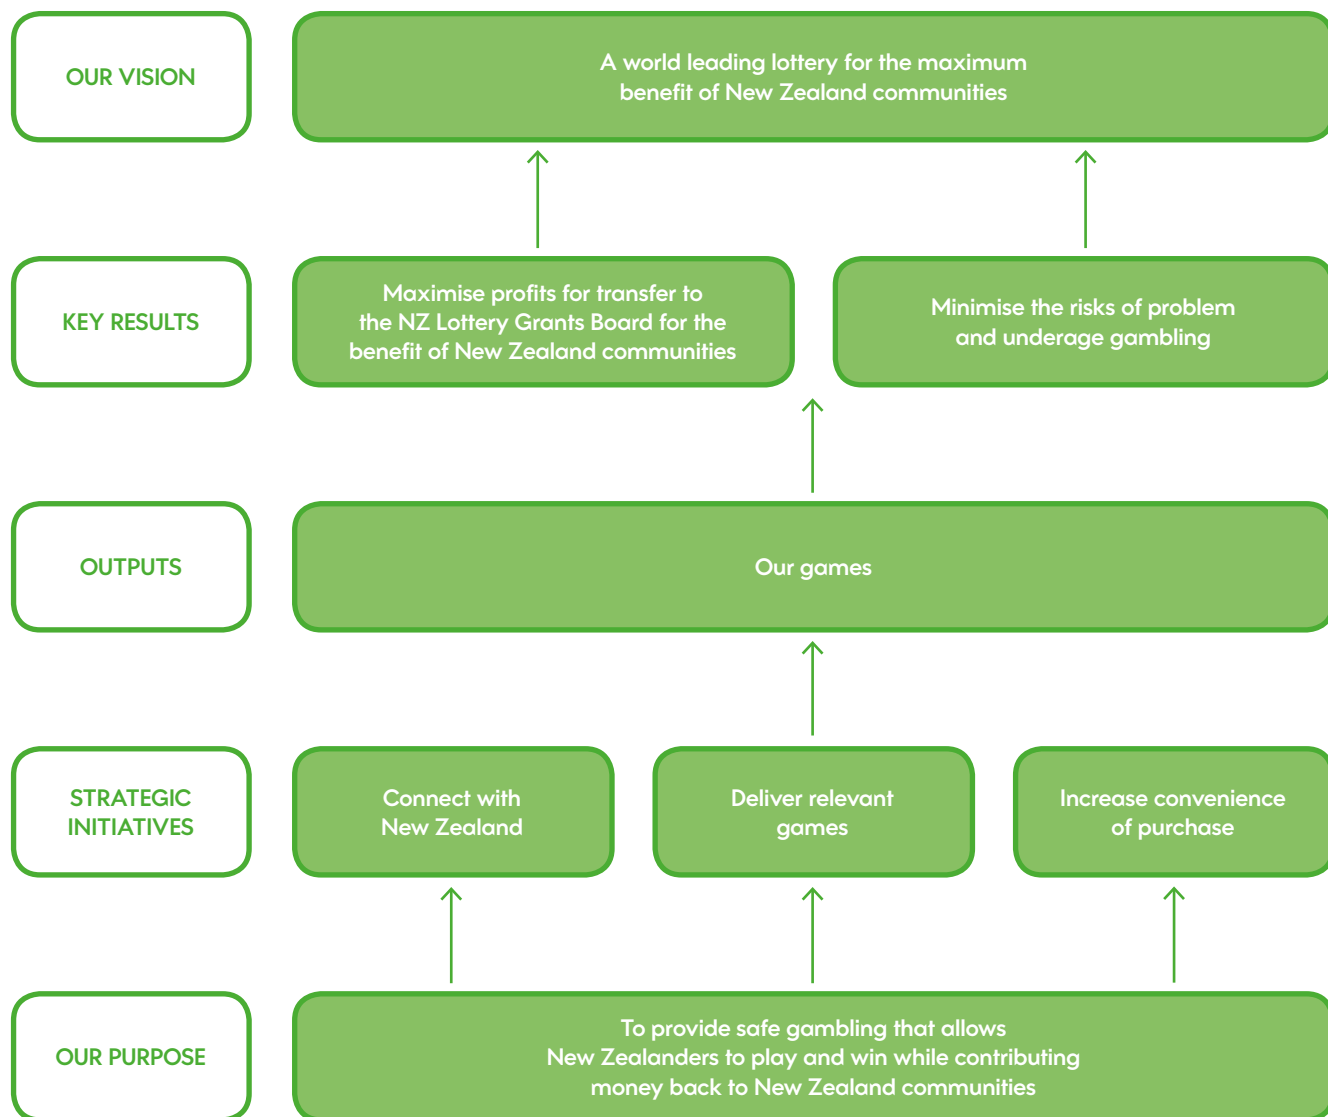 OUR VISION
A world leading lottery for the maximum
benefit of New Zealand communities
KEY RESULTS
Maximise profits for transfer to
the NZ Lottery Grants Board for the
benefit of New Zealand communities
Minimise the risks of problem
and underage gambling
OUTPUTS
Our games
STRATEGIC
INITIATIVES
Connect with
New Zealand
Deliver relevant
games
Increase convenience
of purchase
OUR PURPOSE
To provide safe gambling that allows
New Zealanders to play and win while contributing
money back to New Zealand communities